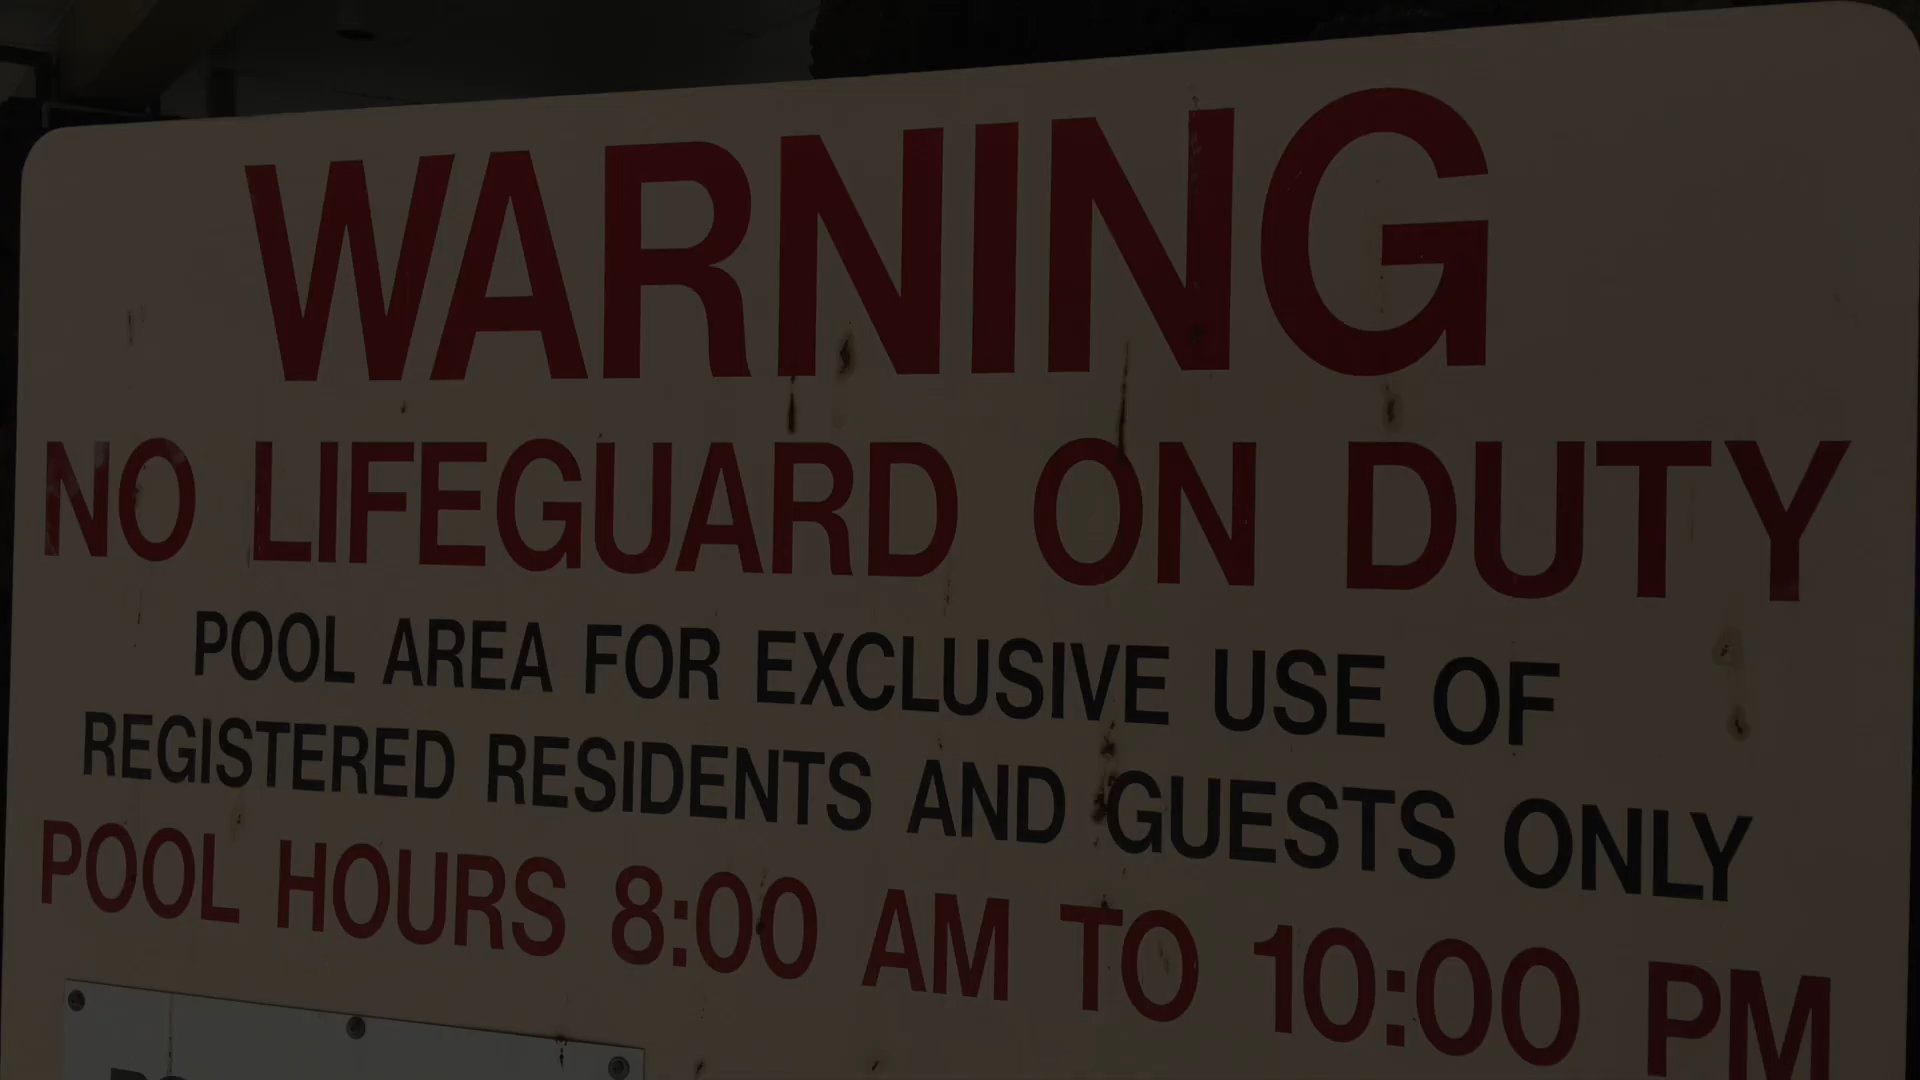 WARNING
NO LIFEGUARD ON DUTY
POOL AREA FOR EXCLUSIVE USE OF
REGISTERED RESIDENTS AND GUESTS ONLY
POOL HOURS 8:00 AM TO 10:00 PM